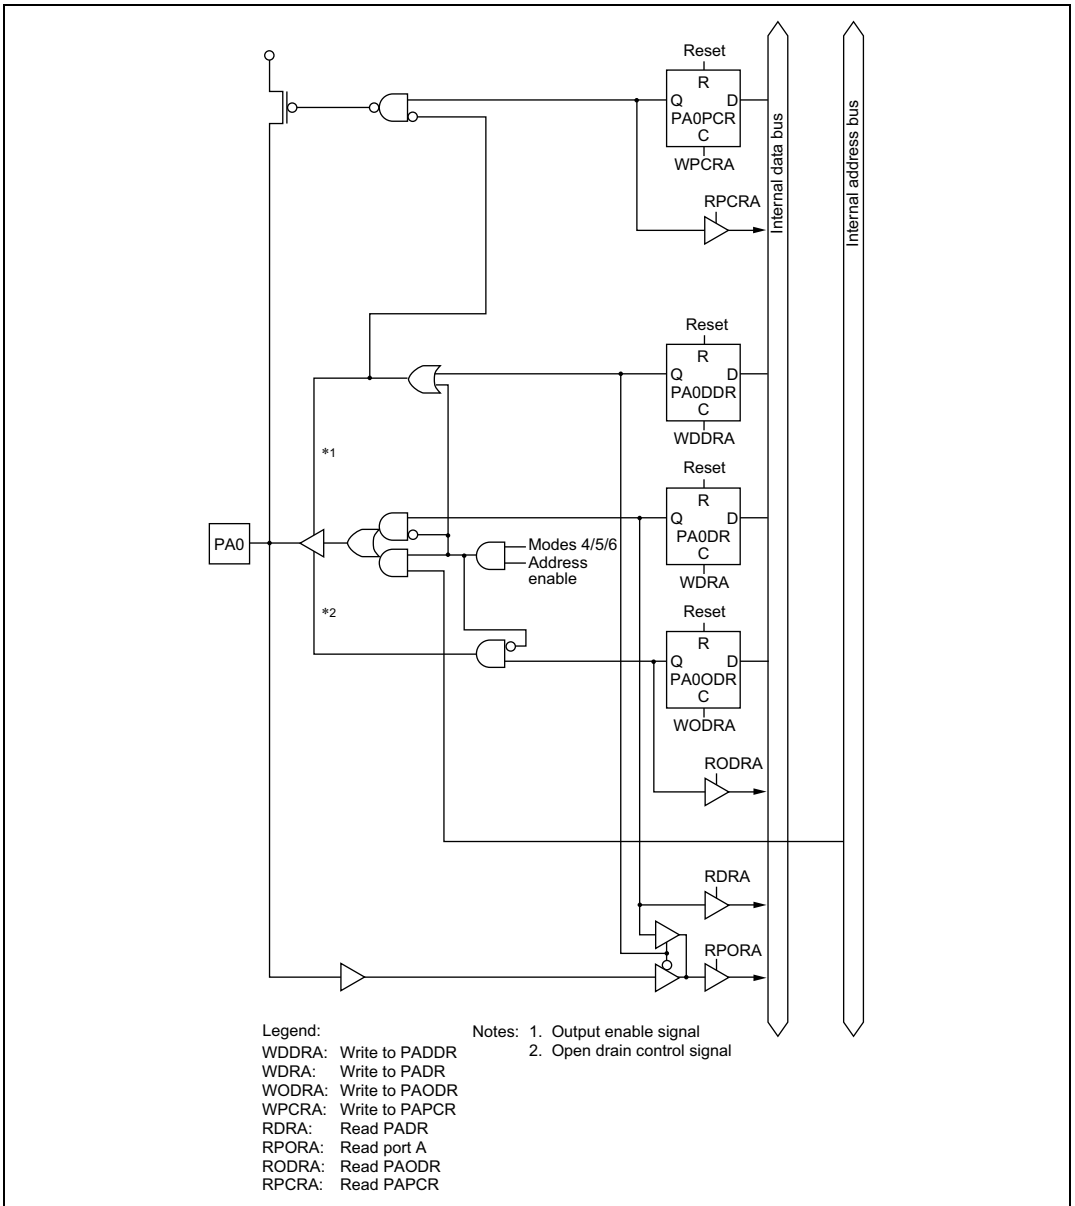 Reset
R
Q D
PA0PCR
C
WPCRA
RPCRA
Internal data bus
Internal address bus
Reset
R
Q D
PA0DDR
C
WDDRA
*1
Reset
R
Q D
PA0DR
C
WDRA
PA0
Modes 4/5/6
Address
enable
*2
Reset
R
Q D
PA0ODR
C
WODRA
RODRA
RDRA
RPORA
Legend:
WDDRA: Write to PADDR
WDRA: Write to PADR
WODRA: Write to PAODR
WPCRA: Write to PAPCR
RDRA: Read PADR
RPORA: Read port A
RODRA: Read PAODR
RPCRA: Read PAPCR
Notes: 1. Output enable signal
2. Open drain control signal